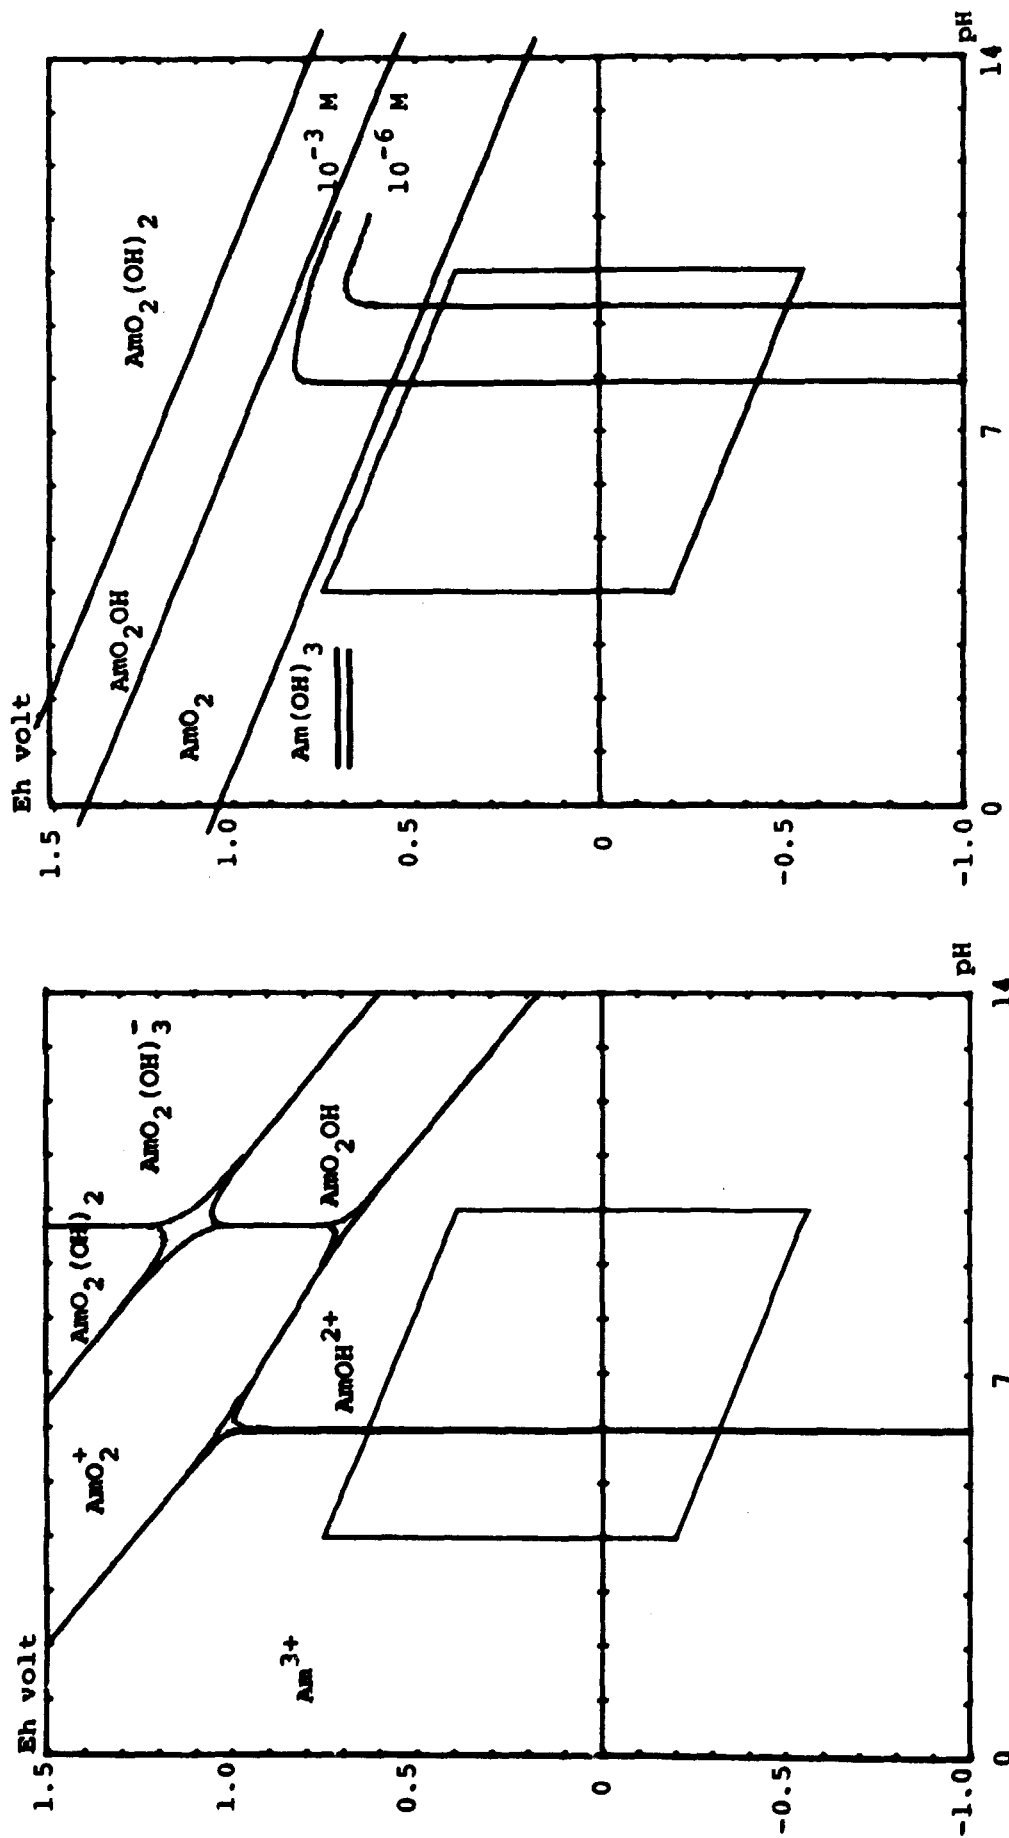 Eh volt
1.5
1.0
0.5
0
-0.5
-1.0
0
7
14
pH
AmO2+
AmO2(OH)2
AmO2(OH)3-
AmO2OH
AmOH2+
Am3+
Eh volt
1.5
1.0
0.5
0
-0.5
-1.0
0
7
14
pH
AmO2(OH)2
AmO2OH
AmO2
Am(OH)3
10-3 M
10-6 M